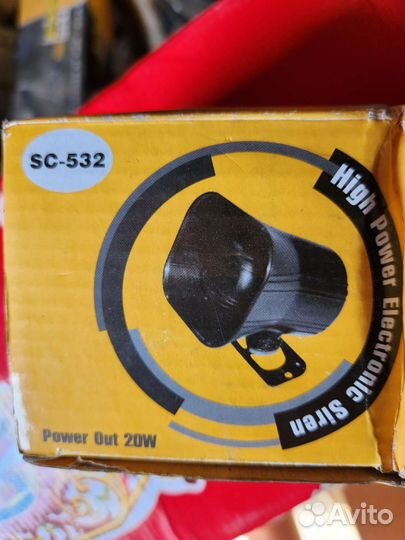 SC-532
High Power Electronic Siren
Power Out 20W
Avito